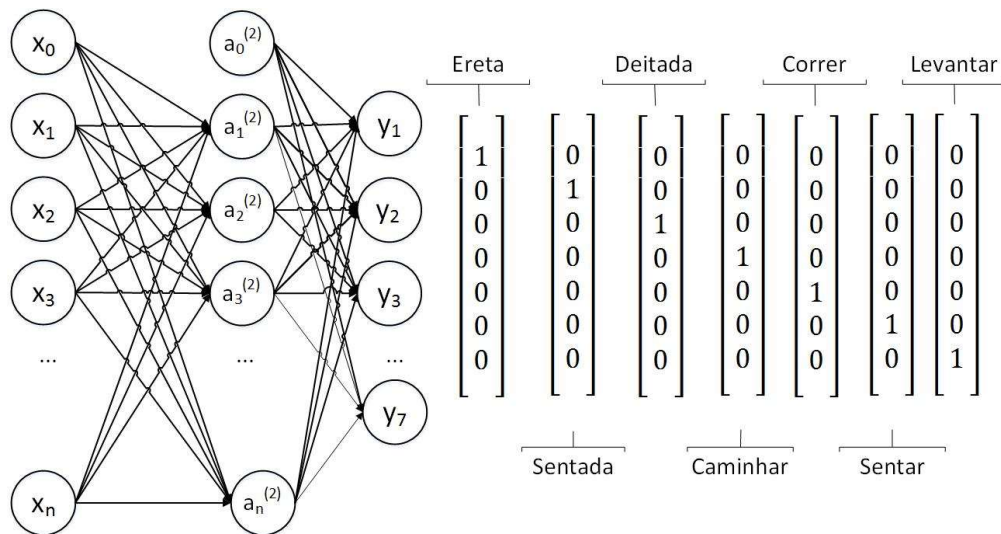 x₀ a₀⁽²⁾
Ereta Deitada Correr Levantar
x₁ a₁⁽²⁾ y₁
1 0 0 0 0 0 0
0 1 0 0 0 0 0
x₂ a₂⁽²⁾ y₂
0 0 1 0 0 0 0
0 0 0 1 0 0 0
x₃ a₃⁽²⁾ y₃
0 0 0 0 1 0 0
0 0 0 0 0 1 0
... ... ...
0 0 0 0 0 0 1
y₇
Sentada Caminhar Sentar
xₙ aₙ⁽²⁾